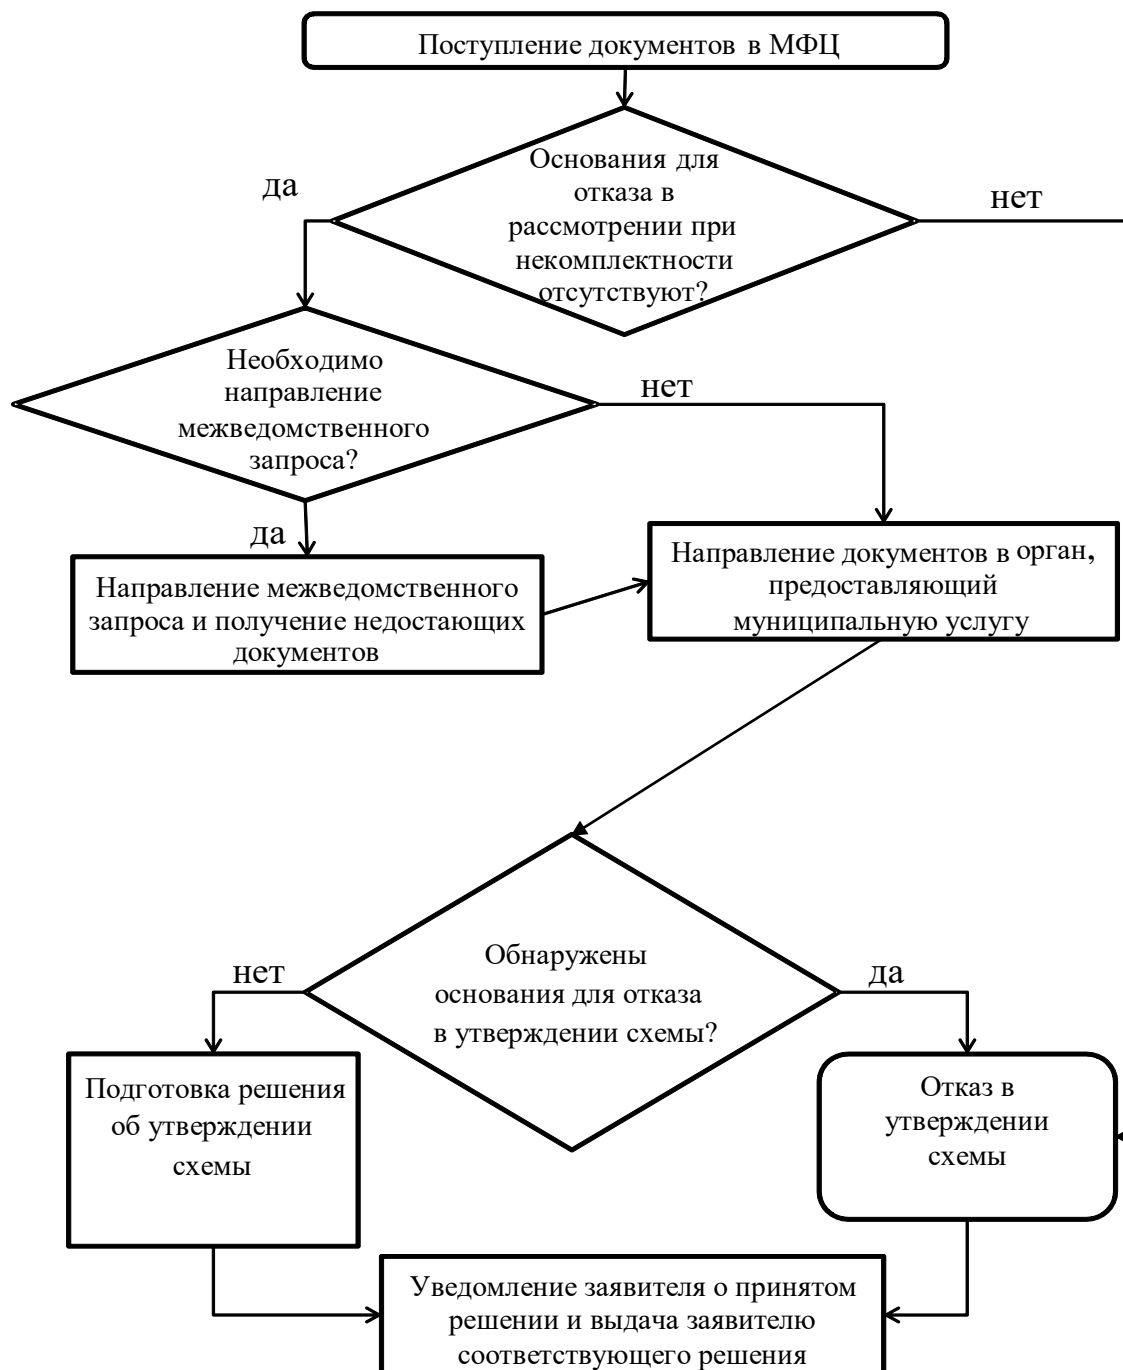 Поступление документов в МФЦ
да
Основания для
отказа в
рассмотрении при
некомплектности
отсутствуют?
нет
Необходимо
направление
межведомственного
запроса?
нет
да
Направление межведомственного
запроса и получение недостающих
документов
Направление документов в орган,
предоставляющий
муниципальную услугу
нет
Обнаружены
основания для отказа
в утверждении схемы?
да
Подготовка решения
об утверждении
схемы
Отказ в
утверждении
схемы
Уведомление заявителя о принятом
решении и выдача заявителю
соответствующего решения